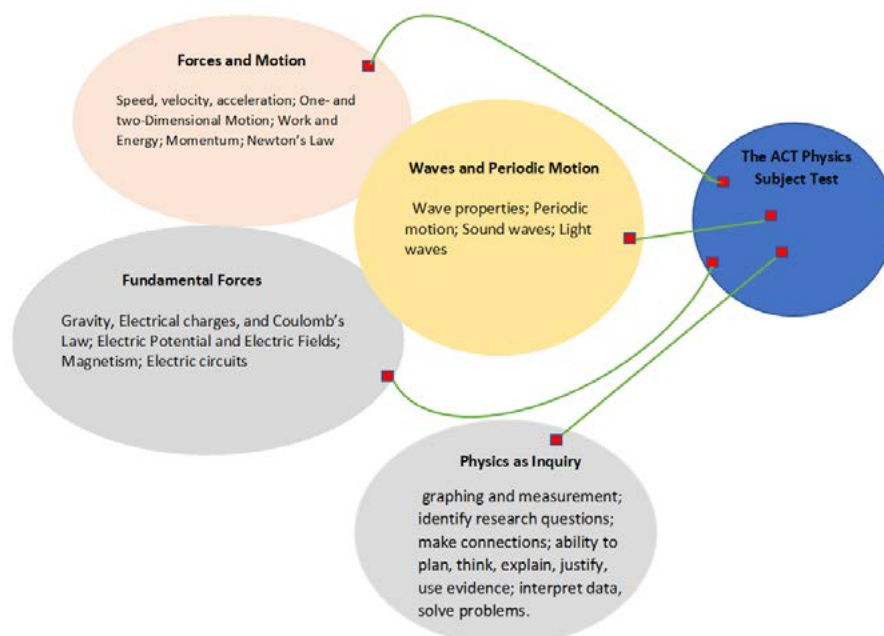 Forces and Motion
Speed, velocity, acceleration; One- and
two-Dimensional Motion; Work and
Energy; Momentum; Newton's Law
Waves and Periodic Motion
Wave properties; Periodic
motion; Sound waves; Light
waves
The ACT Physics
Subject Test
Fundamental Forces
Gravity, Electrical charges, and Coulomb's
Law; Electric Potential and Electric Fields;
Magnetism; Electric circuits
Physics as Inquiry
graphing and measurement;
identify research questions;
make connections; ability to
plan, think, explain, justify,
use evidence; interpret data,
solve problems.